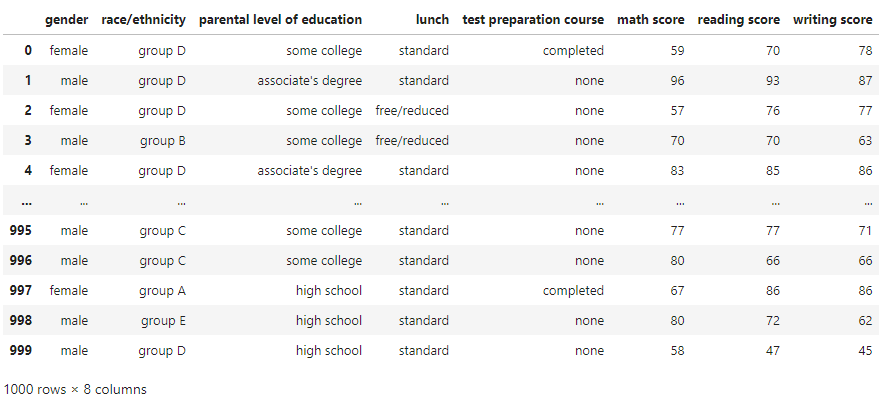 gender race/ethnicity parental level of education lunch test preparation course math score reading score writing score
0 female group D some college standard completed 59 70 78
1 male group D associate's degree standard none 96 93 87
2 female group D some college free/reduced none 57 76 77
3 male group B some college free/reduced none 70 70 63
4 female group D associate's degree standard none 83 85 86
... ... ... ... ... ... ... ... ...
995 male group C some college standard none 77 77 71
996 male group C some college standard none 80 66 66
997 female group A high school standard completed 67 86 86
998 male group E high school standard none 80 72 62
999 male group D high school standard none 58 47 45
1000 rows × 8 columns